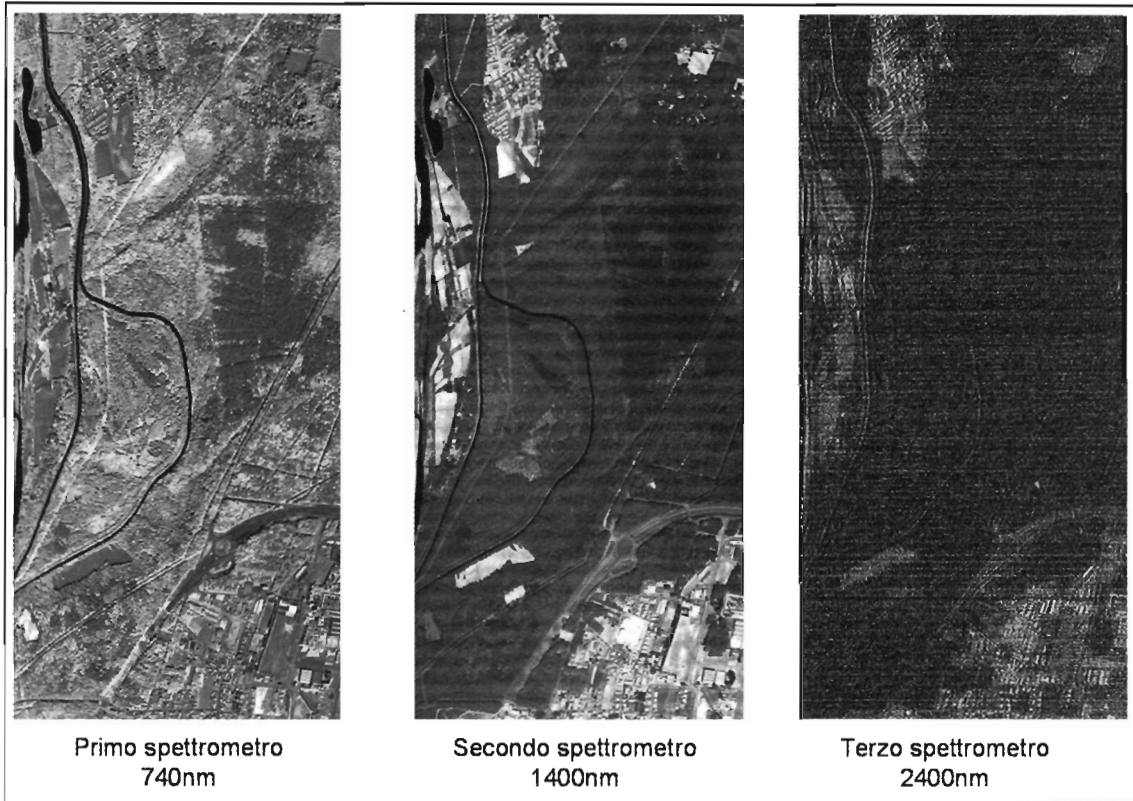 Primo spettrometro
740nm
Secondo spettrometro
1400nm
Terzo spettrometro
2400nm